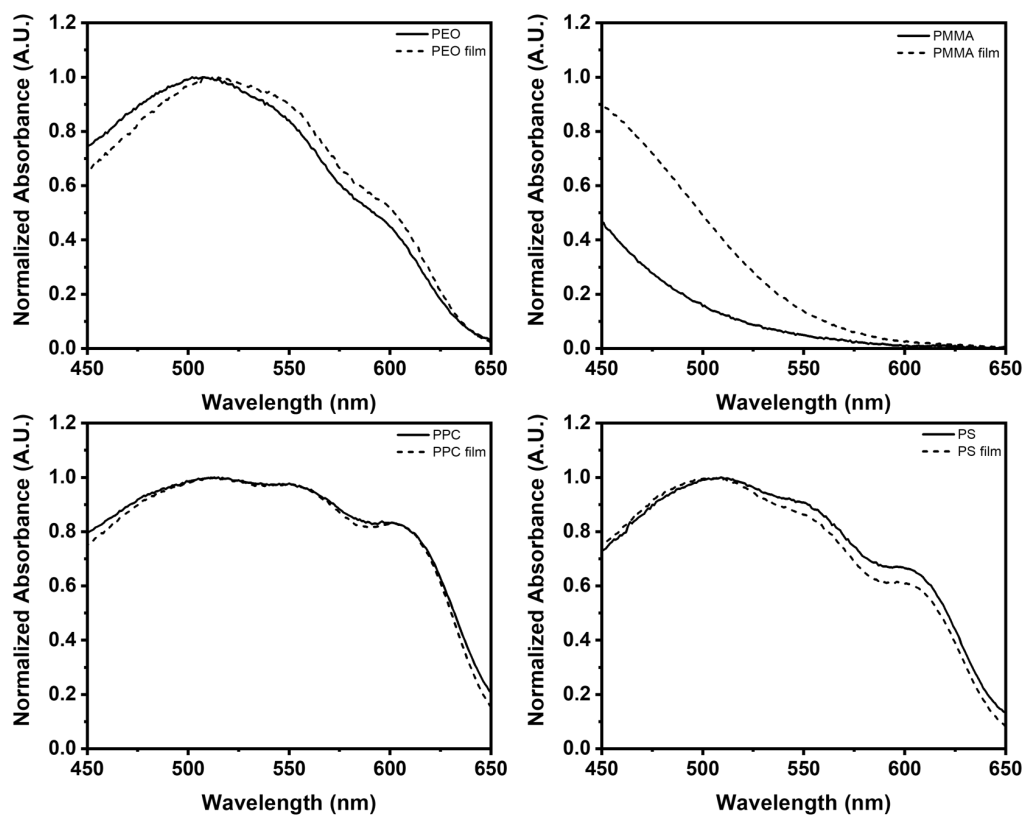 Normalized Absorbance (A.U.)
1.2
1.0
0.8
0.6
0.4
0.2
0.0
PEO
PEO film
450 500 550 600 650
Wavelength (nm)
Normalized Absorbance (A.U.)
1.2
1.0
0.8
0.6
0.4
0.2
0.0
PMMA
PMMA film
450 500 550 600 650
Wavelength (nm)
Normalized Absorbance (A.U.)
1.2
1.0
0.8
0.6
0.4
0.2
0.0
PPC
PPC film
450 500 550 600 650
Wavelength (nm)
Normalized Absorbance (A.U.)
1.2
1.0
0.8
0.6
0.4
0.2
0.0
PS
PS film
450 500 550 600 650
Wavelength (nm)